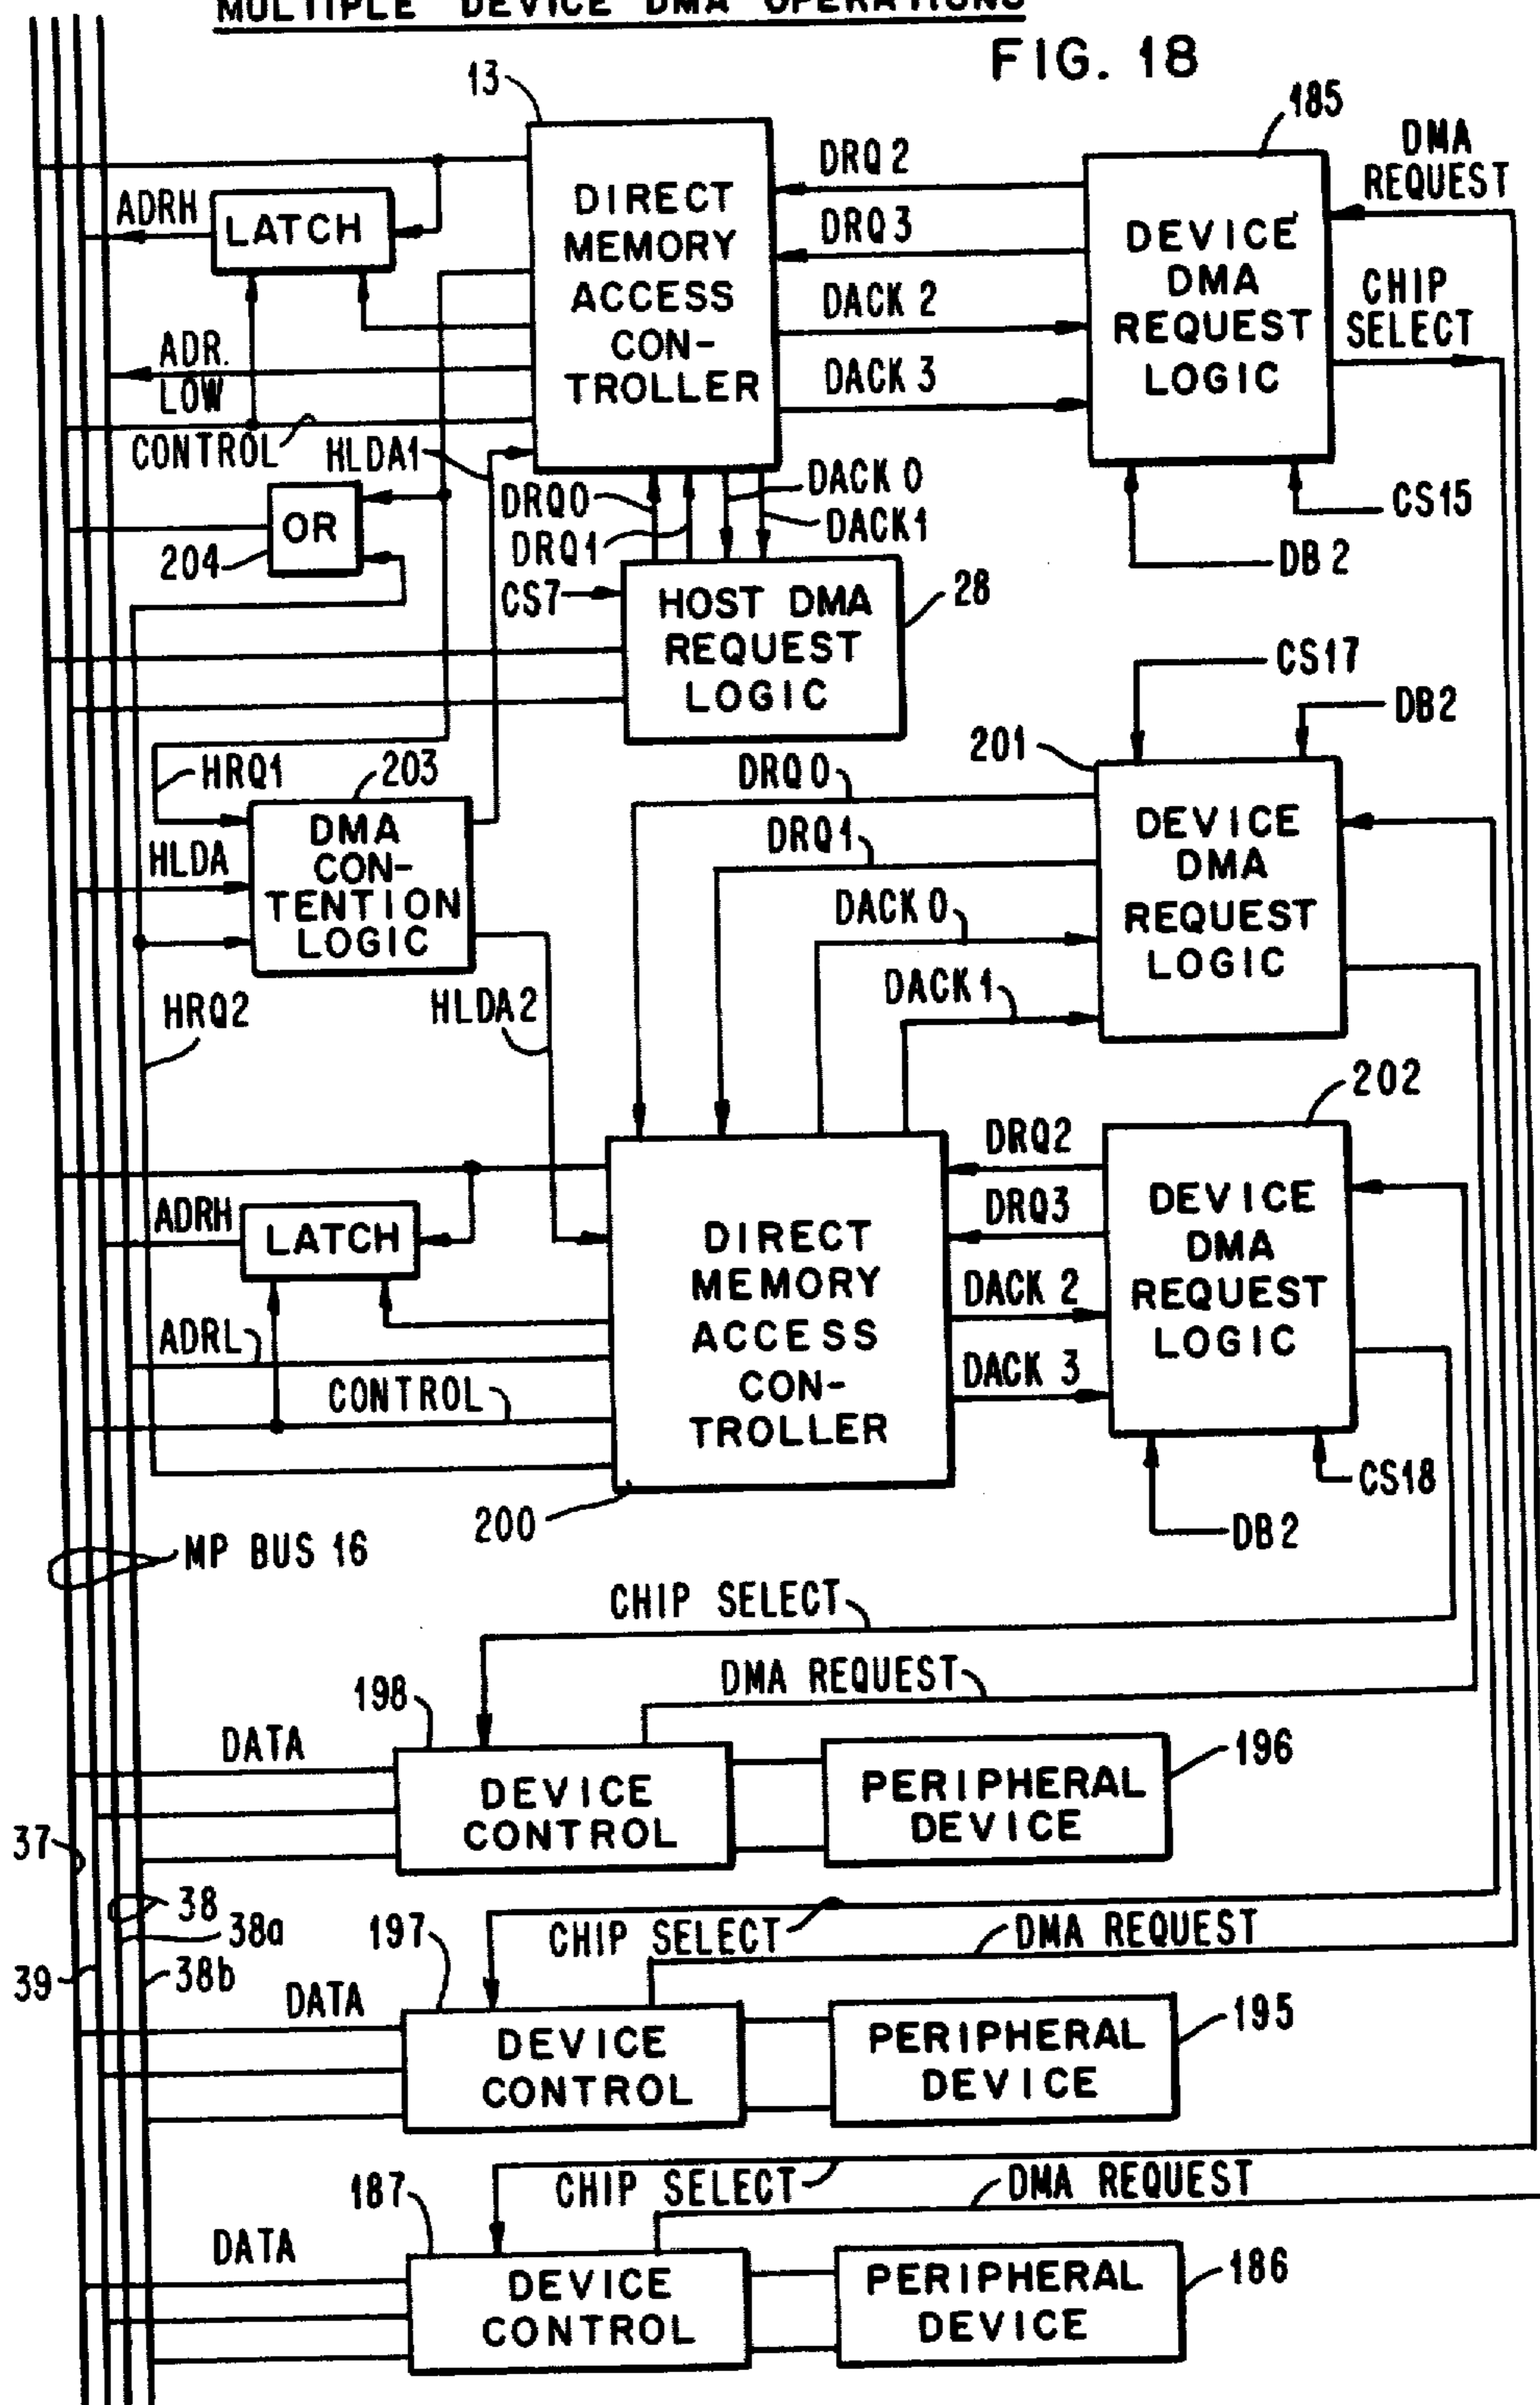 MULTIPLE DEVICE DMA OPERATIONS
FIG. 18
13
185
DMA
REQUEST
DRQ 2
DIRECT
MEMORY
ACCESS
CON-
TROLLER
ADRH
LATCH
DRQ3
DEVICE
DMA
REQUEST
LOGIC
CHIP
SELECT
DACK 2
ADR.
LOW
DACK 3
CONTROL
HLDA1
DRQ0
DACK 0
CS15
OR
204
DRQ1
DACK1
DB 2
CS7
HOST DMA
REQUEST
LOGIC
28
CS17
DB2
201
HRQ1
203
DRQ0
DMA
CON-
TENTION
LOGIC
DRQ1
DEVICE
DMA
REQUEST
LOGIC
HLDA
DACK 0
HRQ2
HLDA2
DACK1
202
DRQ2
DEVICE
DMA
REQUEST
LOGIC
ADRH
LATCH
DRQ3
DIRECT
MEMORY
ACCESS
CON-
TROLLER
DACK 2
ADRL
DACK 3
CONTROL
CS18
200
DB2
MP BUS 16
CHIP SELECT
DMA REQUEST
198
DATA
196
DEVICE
CONTROL
PERIPHERAL
DEVICE
37
38
38a
197
CHIP SELECT
DMA REQUEST
39
38b
DATA
195
DEVICE
CONTROL
PERIPHERAL
DEVICE
187
CHIP SELECT
DMA REQUEST
DATA
186
DEVICE
CONTROL
PERIPHERAL
DEVICE